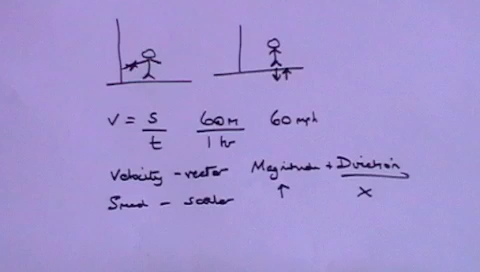 V = s/t 60M/1 hr 60 mph
Velocity - vector Magnitude + Direction
Speed - scalar ↑ x